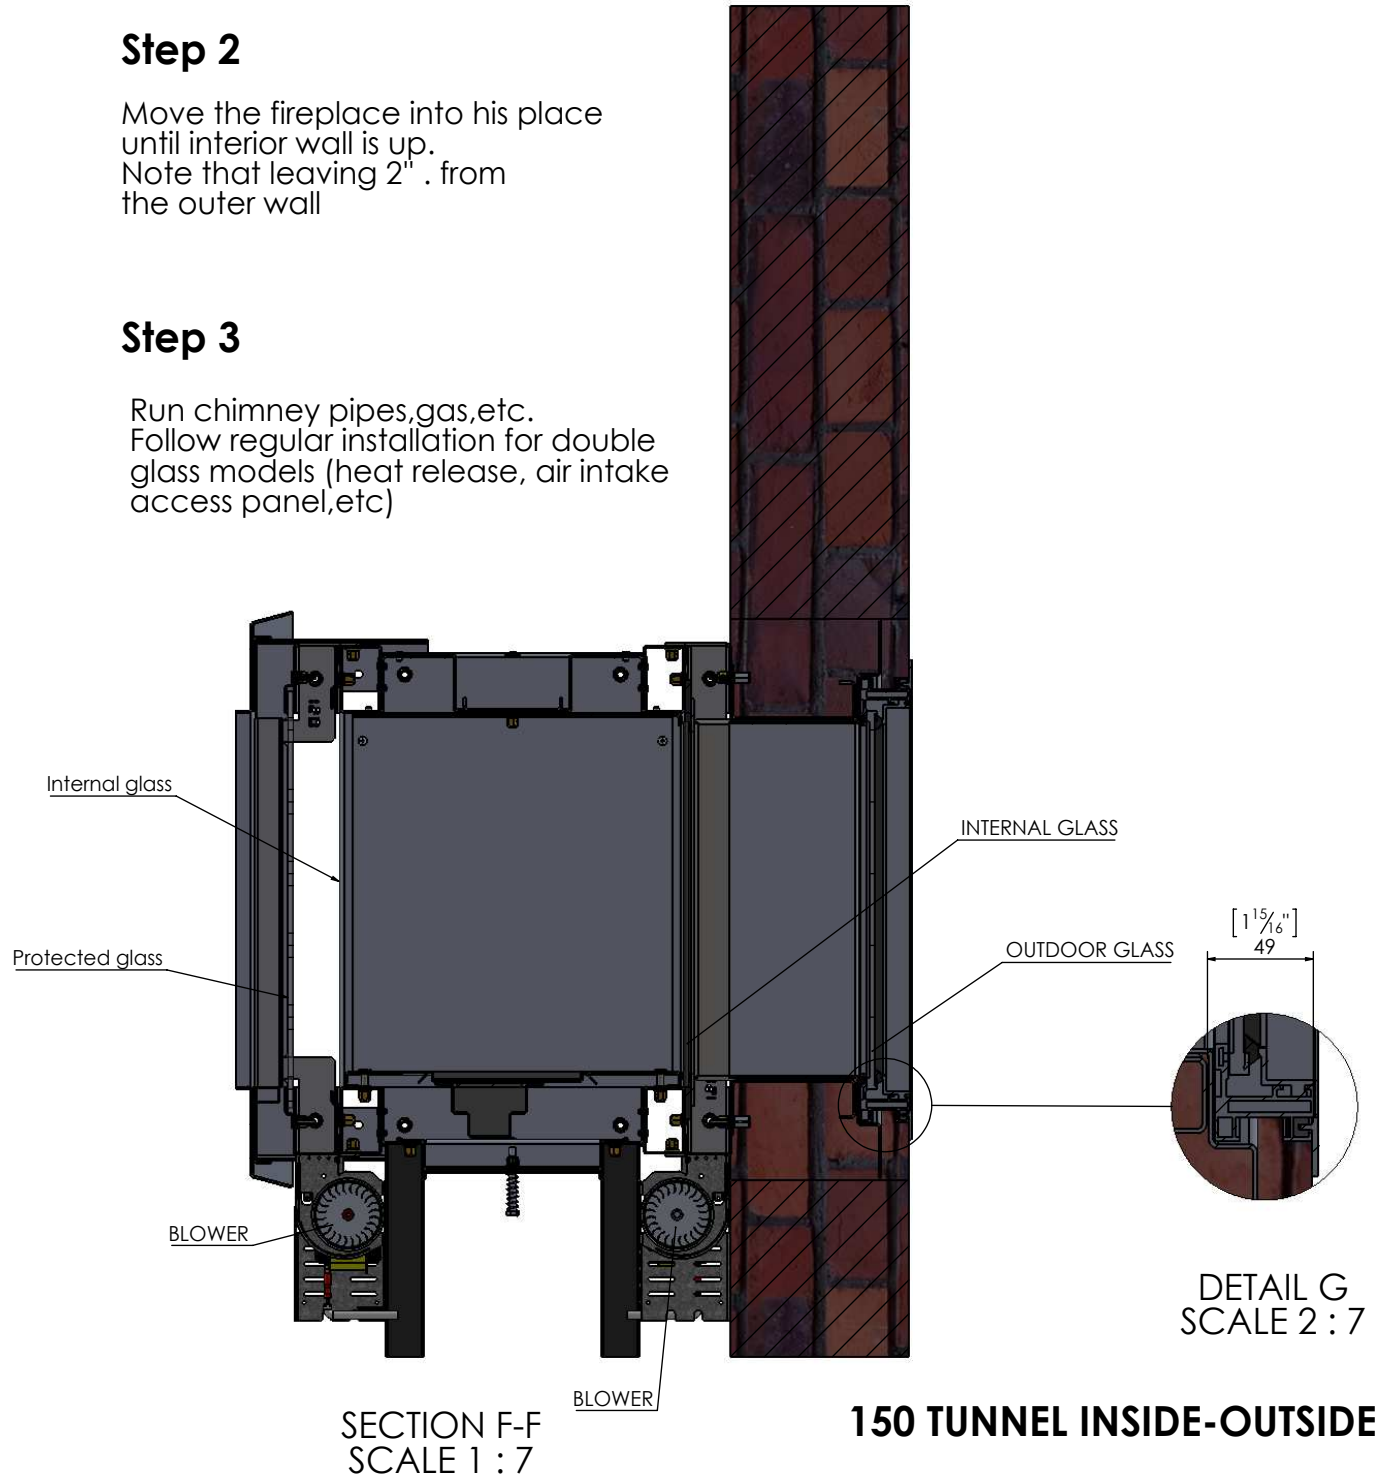 Step 2
Move the fireplace into his place
until interior wall is up.
Note that leaving 2" . from
the outer wall
Step 3
Run chimney pipes,gas,etc.
Follow regular installation for double
glass models (heat release, air intake
access panel,etc)
Internal glass
INTERNAL GLASS
[1 15/16"]
49
OUTDOOR GLASS
Protected glass
BLOWER
DETAIL G
SCALE 2 : 7
BLOWER
SECTION F-F
SCALE 1 : 7
150 TUNNEL INSIDE-OUTSIDE